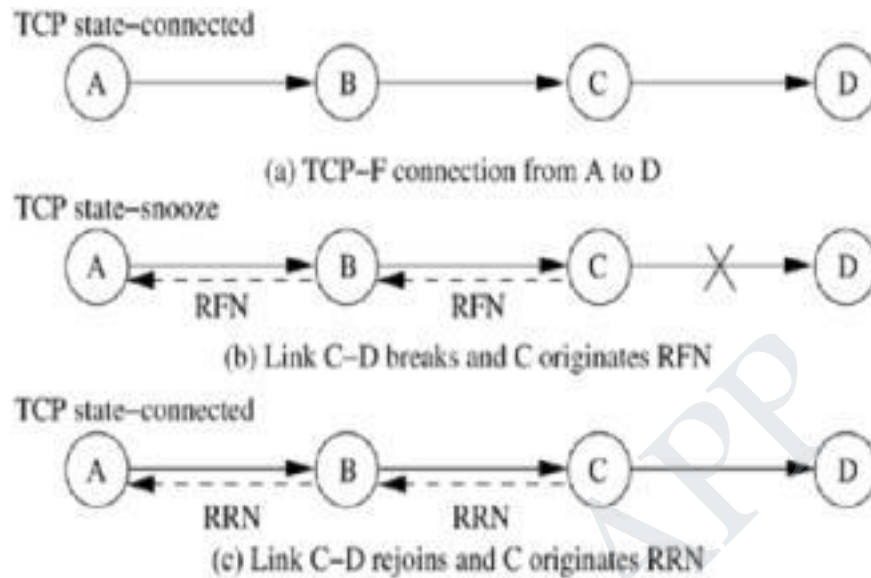 TCP state–connected
A B C D
(a) TCP–F connection from A to D
TCP state–snooze
A B C D
RFN RFN
(b) Link C–D breaks and C originates RFN
TCP state–connected
A B C D
RRN RRN
(c) Link C–D rejoins and C originates RRN
APP